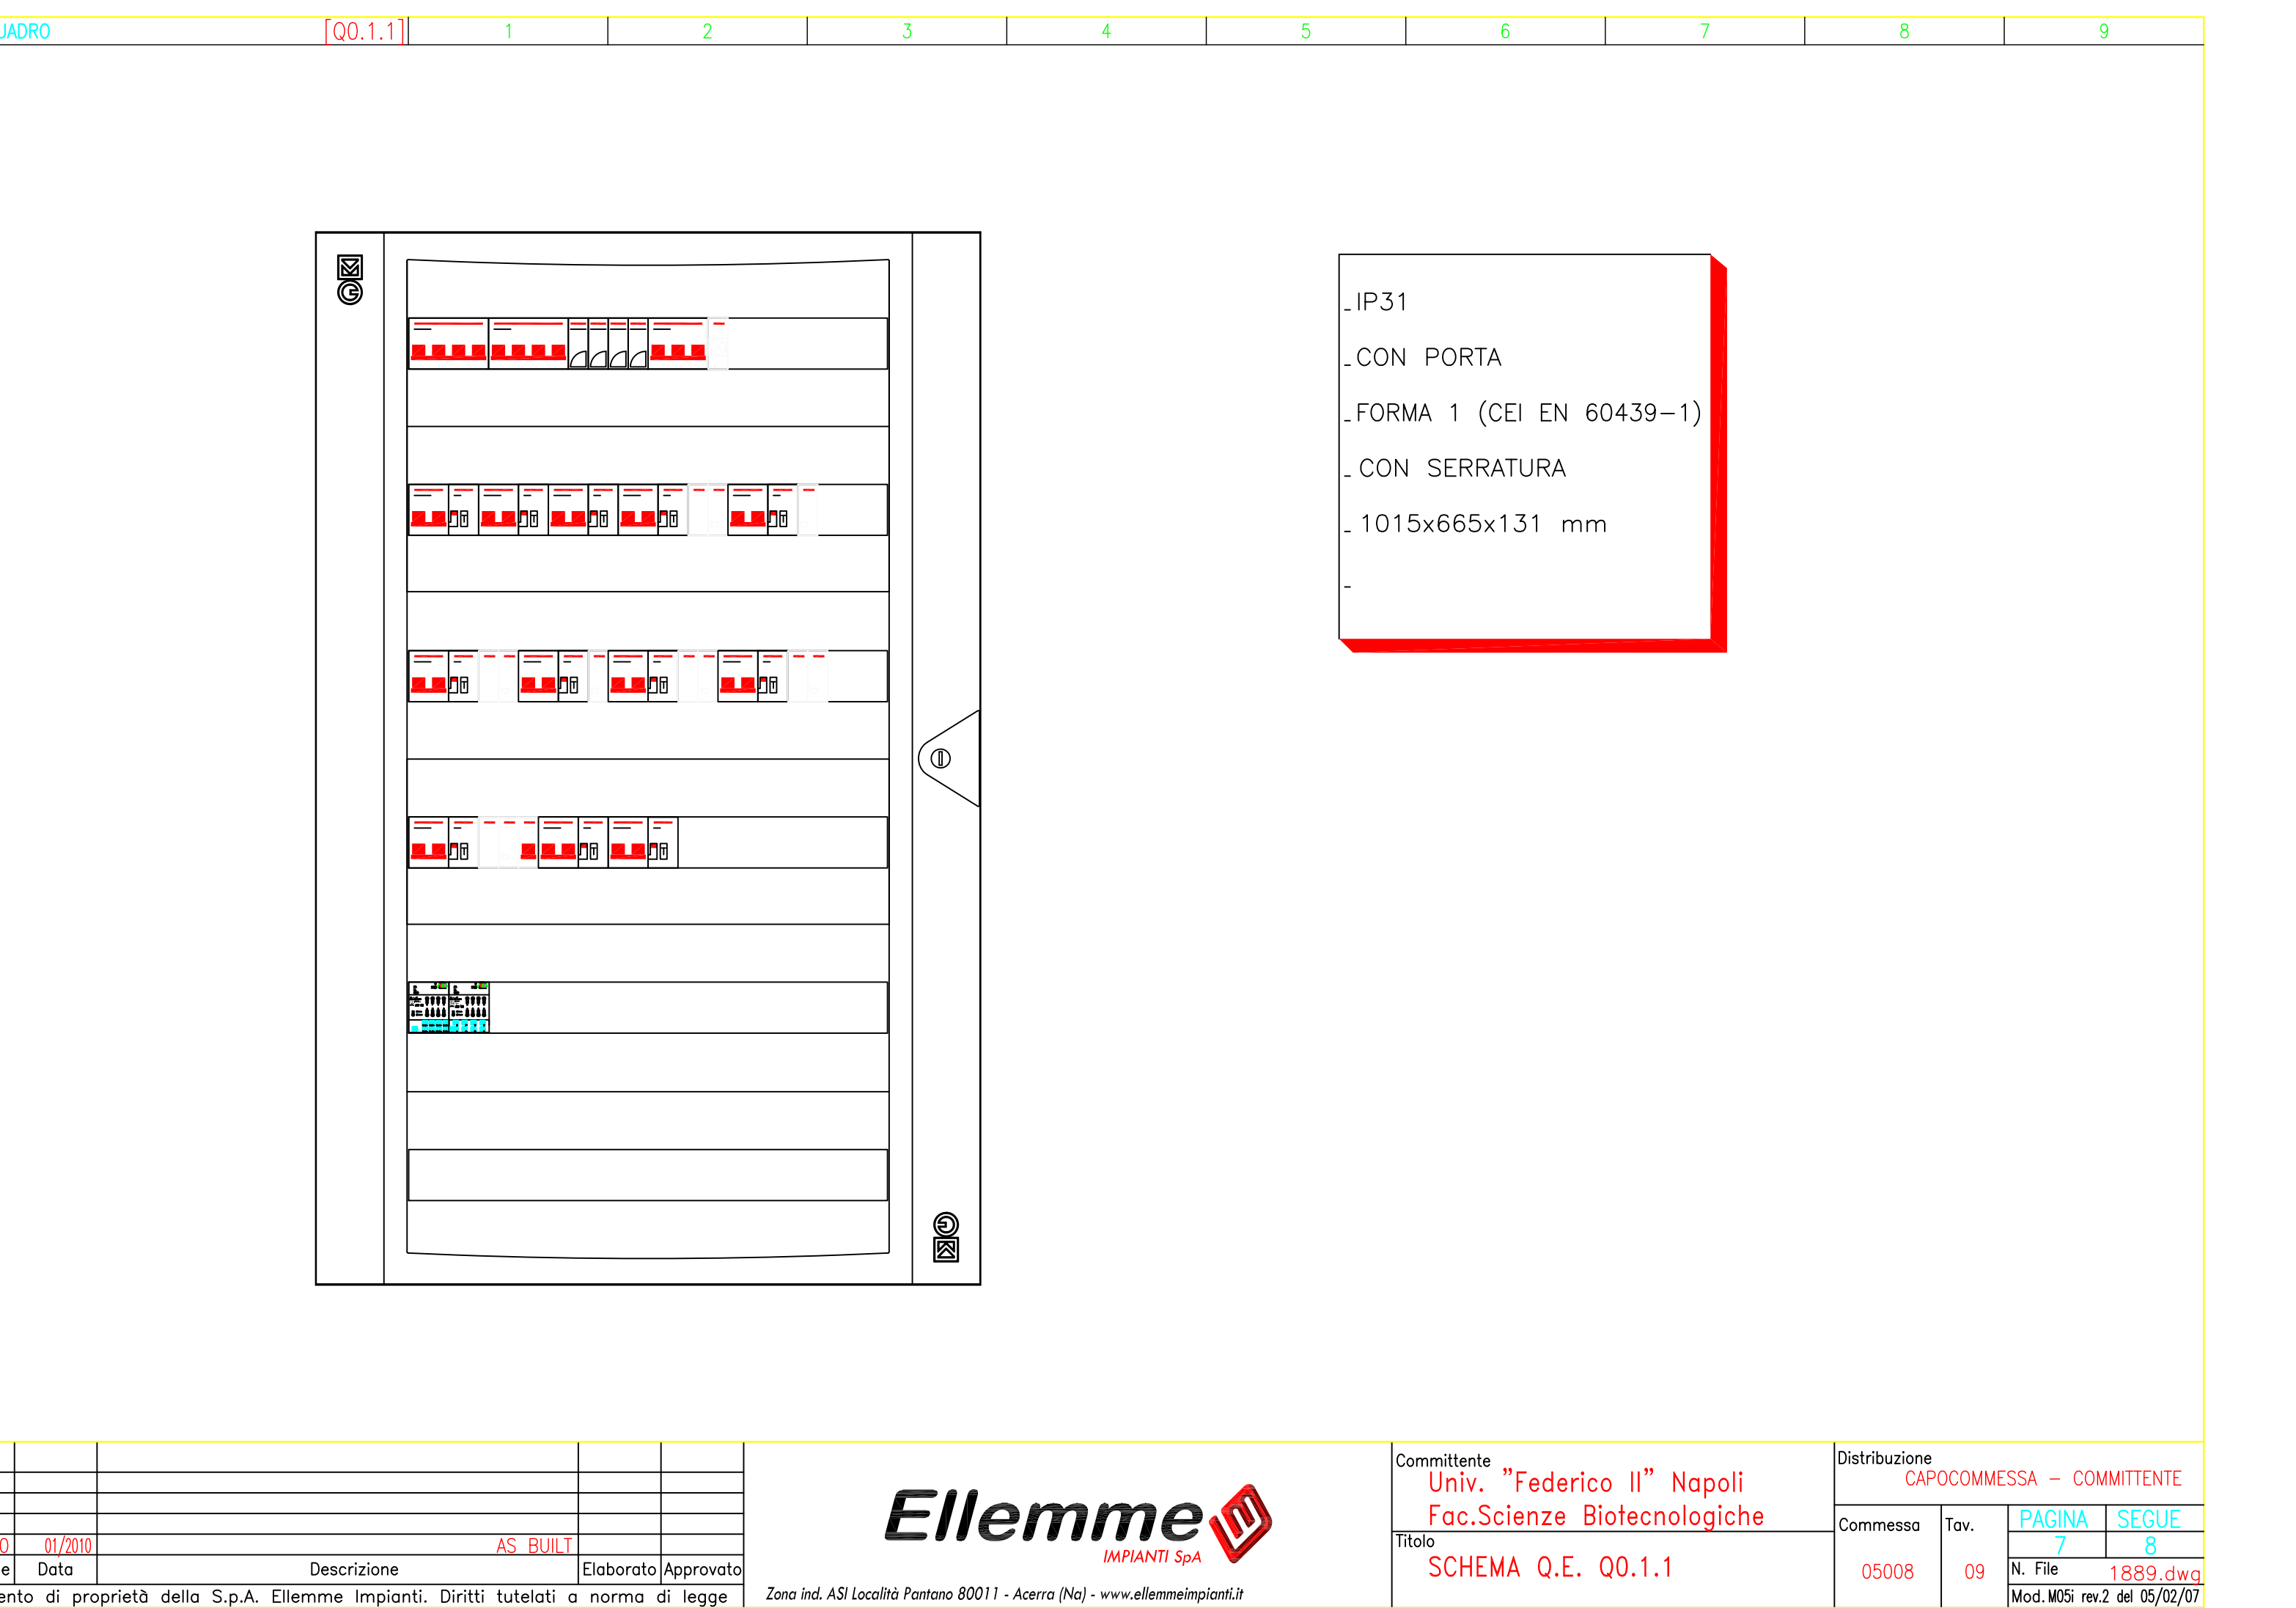 UADRO [Q0.1.1] 1 2 3 4 5 6 7 8 9
_IP31
_CON PORTA
_FORMA 1 (CEI EN 60439-1)
_ CON SERRATURA
_ 1015x665x131 mm
-
0 01/2010 AS BUILT
e Data Descrizione Elaborato Approvato
ento di proprietà della S.p.A. Ellemme Impianti. Diritti tutelati a norma di legge
Ellemme
IMPIANTI SpA
Zona ind. ASI Località Pantano 80011 - Acerra (Na) - www.ellemmeimpianti.it
Committente
Univ. "Federico II" Napoli
Fac.Scienze Biotecnologiche
Titolo
SCHEMA Q.E. Q0.1.1
Distribuzione
CAPOCOMMESSA - COMMITTENTE
Commessa
05008
Tav.
09
PAGINA SEGUE
7 8
N. File 1889.dwg
Mod. M05i rev.2 del 05/02/07